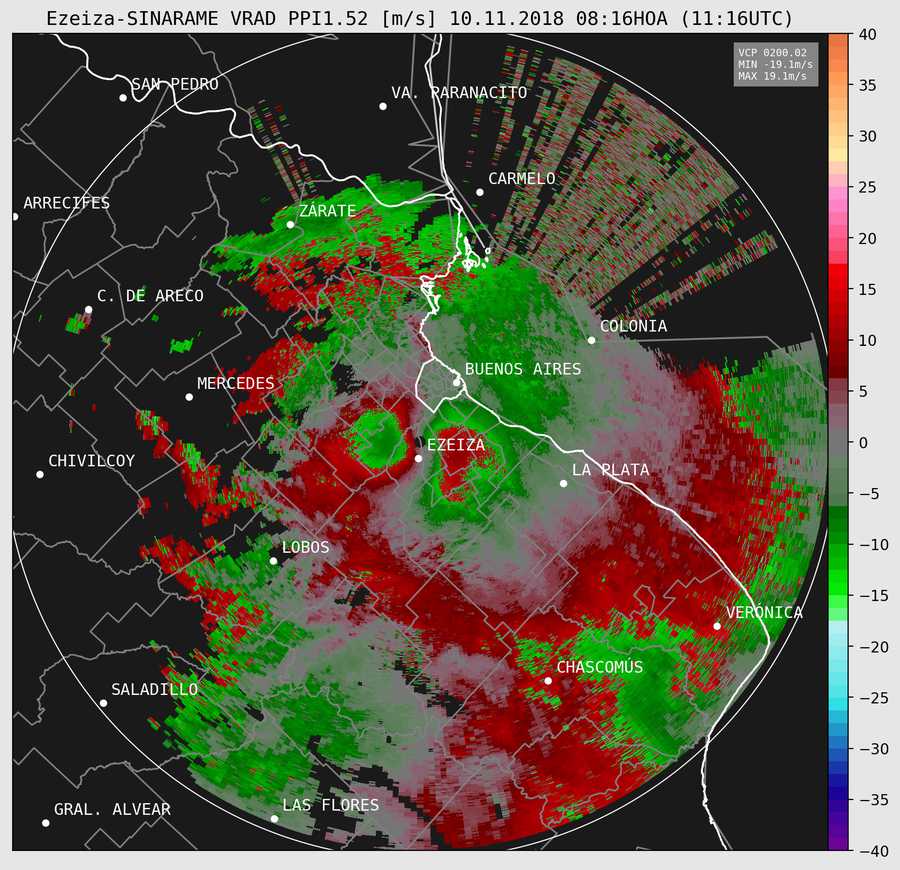 Ezeiza-SINARAME VRAD PPI1.52 [m/s] 10.11.2018 08:16HOA (11:16UTC)
VCP 0200.02
MIN -19.1m/s
MAX 19.1m/s
SAN PEDRO
VA. PARANACITO
CARMELO
ARRECIFES
ZÁRATE
C. DE ARECO
COLONIA
BUENOS AIRES
MERCEDES
EZEIZA
CHIVILCOY
LA PLATA
LOBOS
VERÓNICA
CHASCOMÚS
SALADILLO
LAS FLORES
GRAL. ALVEAR
40
35
30
25
20
15
10
5
0
−5
−10
−15
−20
−25
−30
−35
−40